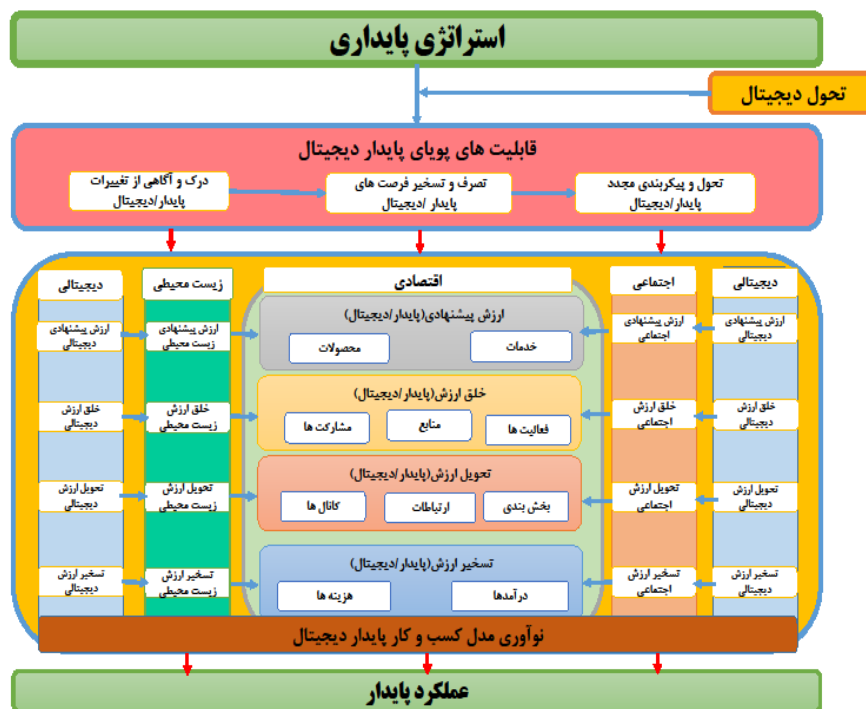 استراتژی پایداری
تحول دیجیتال
قابلیت های پویای پایدار دیجیتال
درک و آگاهی از تغییرات
پایدار/دیجیتال
تصرف و تسخیر فرصت های
پایدار /دیجیتال
تحول و پیکربندی مجدد
پایدار/دیجیتال
دیجیتالی
اجتماعی
اقتصادی
زیست محیطی
دیجیتالی
ارزش پیشنهادی
دیجیتالی
ارزش پیشنهادی
اجتماعی
ارزش پیشنهادی(پایدار/دیجیتال)
خدمات
محصولات
ارزش پیشنهادی
زیست محیطی
ارزش پیشنهادی
دیجیتالی
خلق ارزش
دیجیتالی
خلق ارزش
اجتماعی
خلق ارزش(پایدار/دیجیتال)
فعالیت ها
منابع
مشارکت ها
خلق ارزش
زیست محیطی
خلق ارزش
دیجیتالی
تحویل ارزش
دیجیتالی
تحویل ارزش
اجتماعی
تحویل ارزش(پایدار/دیجیتال)
بخش بندی
ارتباطات
کانال ها
تحویل ارزش
زیست محیطی
تحویل ارزش
دیجیتالی
تسخیر ارزش
دیجیتالی
تسخیر ارزش
اجتماعی
تسخیر ارزش(پایدار/دیجیتال)
درآمدها
هزینه ها
تسخیر ارزش
زیست محیطی
تسخیر ارزش
دیجیتالی
نوآوری مدل کسب و کار پایدار دیجیتال
عملکرد پایدار